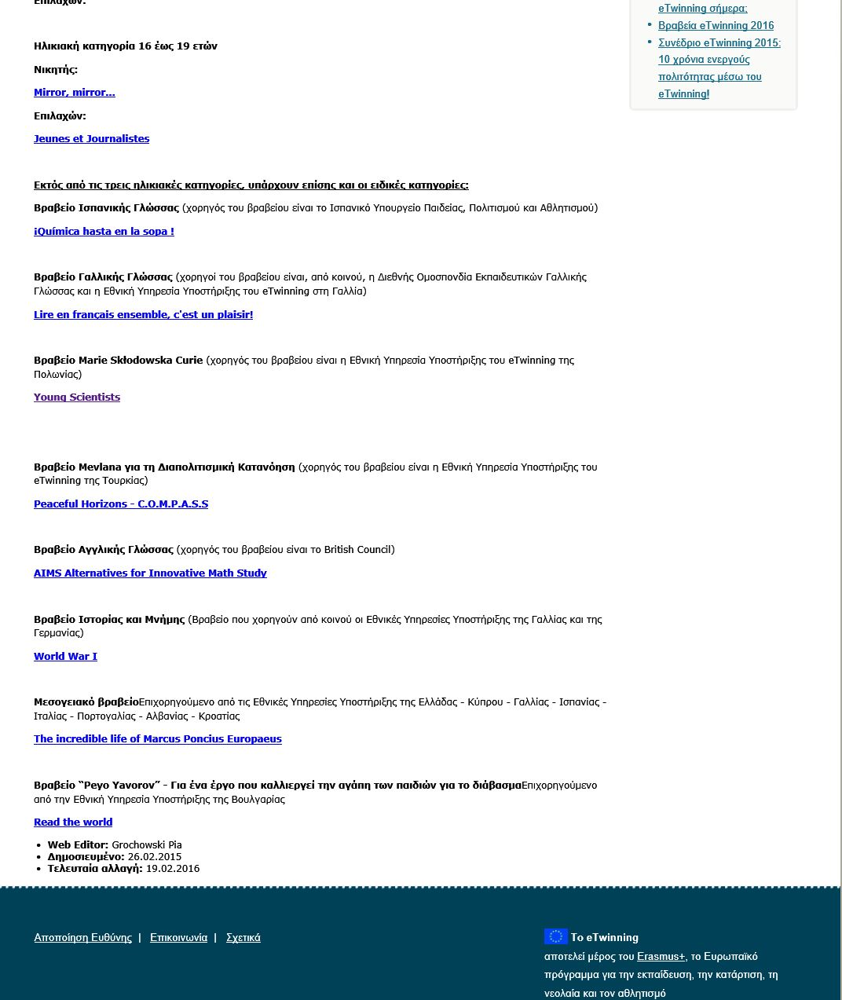 Επιλαχών:
Ηλικιακή κατηγορία 16 έως 19 ετών
Νικητής:
Mirror, mirror...
Επιλαχών:
Jeunes et Journalistes
Εκτός από τις τρεις ηλικιακές κατηγορίες, υπάρχουν επίσης και οι ειδικές κατηγορίες:
Βραβείο Ισπανικής Γλώσσας (χορηγός του βραβείου είναι το Ισπανικό Υπουργείο Παιδείας, Πολιτισμού και Αθλητισμού)
¡Química hasta en la sopa !
Βραβείο Γαλλικής Γλώσσας (χορηγοί του βραβείου είναι, από κοινού, η Διεθνής Ομοσπονδία Εκπαιδευτικών Γαλλικής
Γλώσσας και η Εθνική Υπηρεσία Υποστήριξης του eTwinning στη Γαλλία)
Lire en français ensemble, c'est un plaisir!
Βραβείο Marie Skłodowska Curie (χορηγός του βραβείου είναι η Εθνική Υπηρεσία Υποστήριξης του eTwinning της
Πολωνίας)
Young Scientists
Βραβείο Mevlana για τη Διαπολιτισμική Κατανόηση (χορηγός του βραβείου είναι η Εθνική Υπηρεσία Υποστήριξης του
eTwinning της Τουρκίας)
Peaceful Horizons - C.O.M.P.A.S.S
Βραβείο Αγγλικής Γλώσσας (χορηγός του βραβείου είναι το British Council)
AIMS Alternatives for Innovative Math Study
Βραβείο Ιστορίας και Μνήμης (Βραβείο που χορηγούν από κοινού οι Εθνικές Υπηρεσίες Υποστήριξης της Γαλλίας και της
Γερμανίας)
World War I
Μεσογειακό βραβείοΕπιχορηγούμενο από τις Εθνικές Υπηρεσίες Υποστήριξης της Ελλάδας - Κύπρου - Γαλλίας - Ισπανίας -
Ιταλίας - Πορτογαλίας - Αλβανίας - Κροατίας
The incredible life of Marcus Poncius Europaeus
Βραβείο “Peyo Yavorov” - Για ένα έργο που καλλιεργεί την αγάπη των παιδιών για το διάβασμαΕπιχορηγούμενο
από την Εθνική Υπηρεσία Υποστήριξης της Βουλγαρίας
Read the world
• Web Editor: Grochowski Pia
• Δημοσιευμένο: 26.02.2015
• Τελευταία αλλαγή: 19.02.2016
eTwinning σήμερα;
• Βραβεία eTwinning 2016
• Συνέδριο eTwinning 2015:
10 χρόνια ενεργούς
πολιτότητας μέσω του
eTwinning!
Αποποίηση Ευθύνης | Επικοινωνία | Σχετικά
Το eTwinning
αποτελεί μέρος του Erasmus+, το Ευρωπαϊκό
πρόγραμμα για την εκπαίδευση, την κατάρτιση, τη
νεολαία και τον αθλητισμό